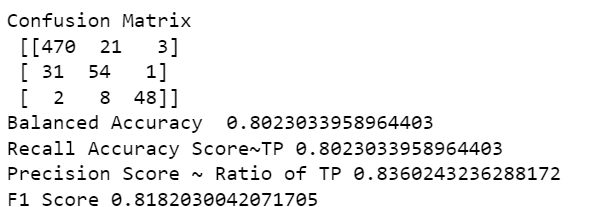 Confusion Matrix
[[470 21 3]
[ 31 54 1]
[ 2 8 48]]
Balanced Accuracy 0.8023033958964403
Recall Accuracy Score~TP 0.8023033958964403
Precision Score ~ Ratio of TP 0.8360243236288172
F1 Score 0.8182030042071705